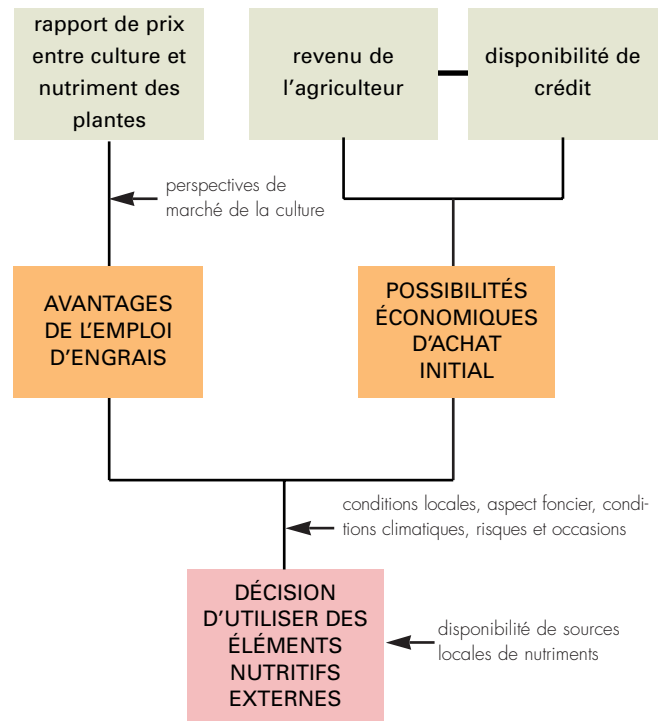 rapport de prix
entre culture et
nutriment des
plantes
revenu de
l'agriculteur
disponibilité de
crédit
perspectives de
marché de la culture
AVANTAGES
DE L'EMPLOI
D'ENGRAIS
POSSIBILITÉS
ÉCONOMIQUES
D'ACHAT
INITIAL
conditions locales, aspect foncier, condi-
tions climatiques, risques et occasions
DÉCISION
D'UTILISER DES
ÉLÉMENTS
NUTRITIFS
EXTERNES
disponibilité de sources
locales de nutriments